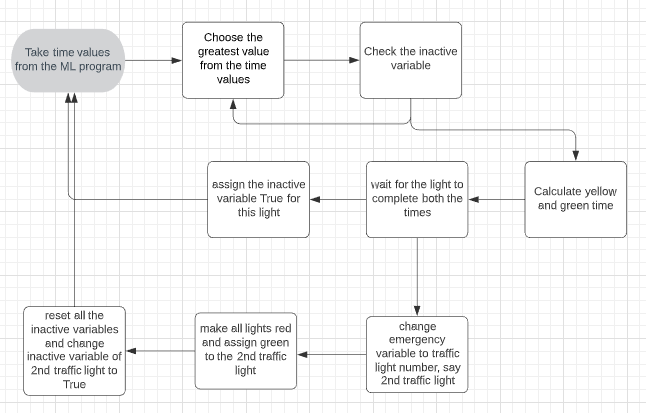 Take time values
from the ML program
Choose the
greatest value
from the time
values
Check the inactive
variable
assign the inactive
variable True for
this light
wait for the light to
complete both the
times
Calculate yellow
and green time
reset all the
inactive variables
and change
inactive variable of
2nd traffic light to
True
make all lights red
and assign green
to the 2nd traffic
light
change
emergency
variable to traffic
light number, say
2nd traffic light